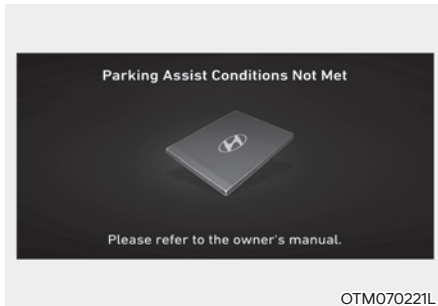 Parking Assist Conditions Not Met
Please refer to the owner's manual.
OTM070221L